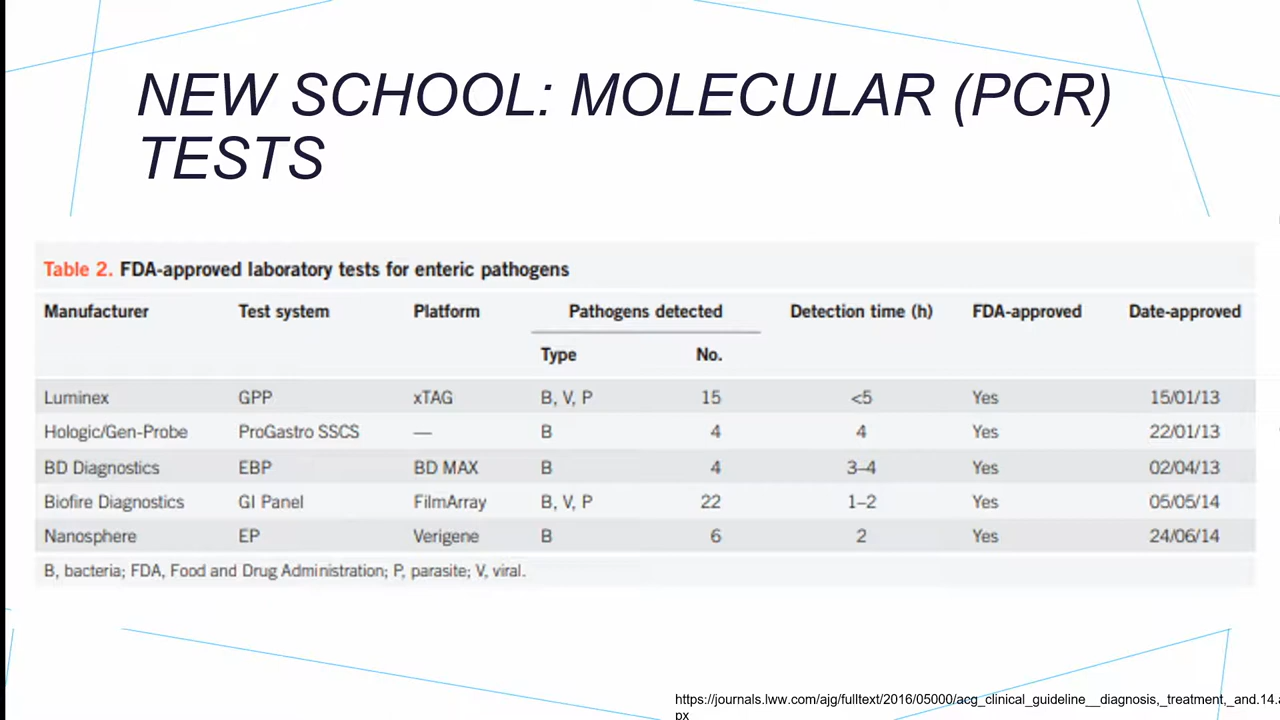 NEW SCHOOL: MOLECULAR (PCR)
TESTS
Table 2. FDA-approved laboratory tests for enteric pathogens
Manufacturer Test system Platform Pathogens detected Detection time (h) FDA-approved Date-approved
Type No.
Luminex GPP xTAG B, V, P 15 <5 Yes 15/01/13
Hologic/Gen-Probe ProGastro SSCS — B 4 4 Yes 22/01/13
BD Diagnostics EBP BD MAX B 4 3–4 Yes 02/04/13
Biofire Diagnostics GI Panel FilmArray B, V, P 22 1–2 Yes 05/05/14
Nanosphere EP Verigene B 6 2 Yes 24/06/14
B, bacteria; FDA, Food and Drug Administration; P, parasite; V, viral.
https://journals.lww.com/ajg/fulltext/2016/05000/acg_clinical_guideline__diagnosis,_treatment,_and.14.a
px